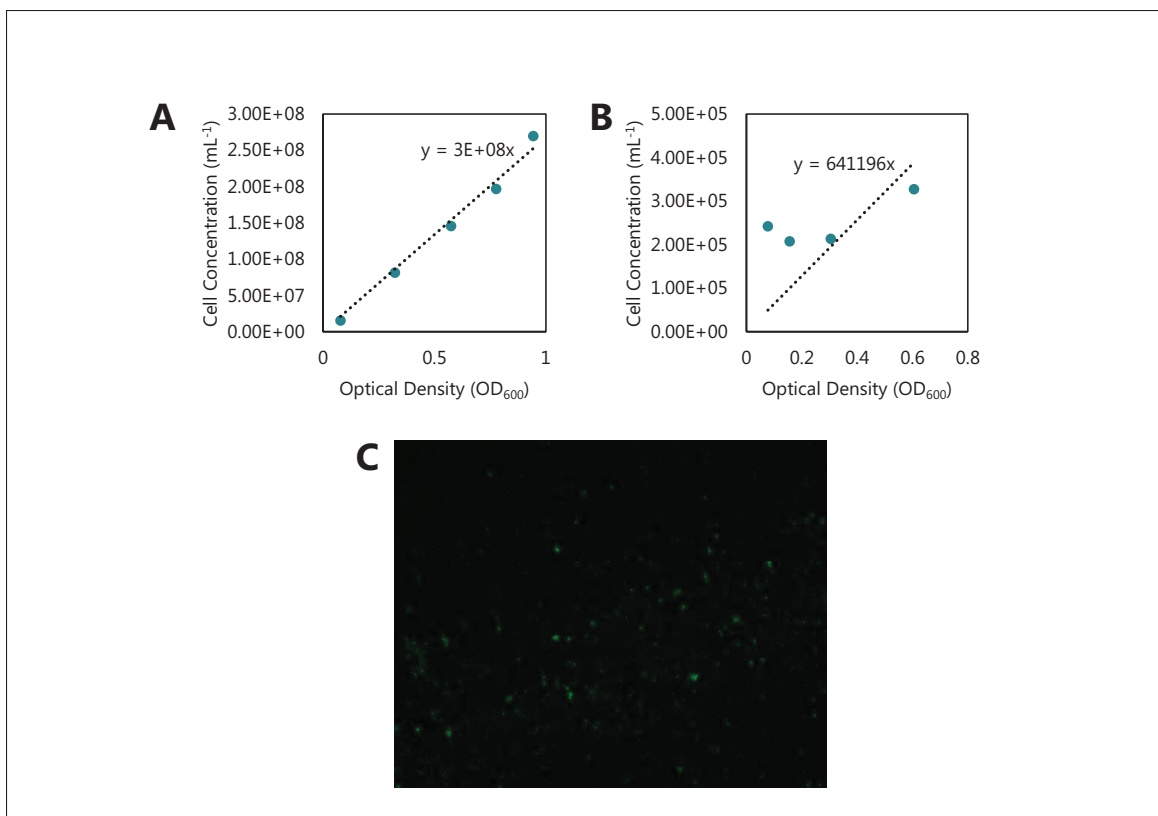 A
Cell Concentration (mL⁻¹)
3.00E+08
2.50E+08
2.00E+08
1.50E+08
1.00E+08
5.00E+07
0.00E+00
y = 3E+08x
0 0.5 1
Optical Density (OD₆₀₀)
B
Cell Concentration (mL⁻¹)
5.00E+05
4.00E+05
3.00E+05
2.00E+05
1.00E+05
0.00E+00
y = 641196x
0 0.2 0.4 0.6 0.8
Optical Density (OD₆₀₀)
C